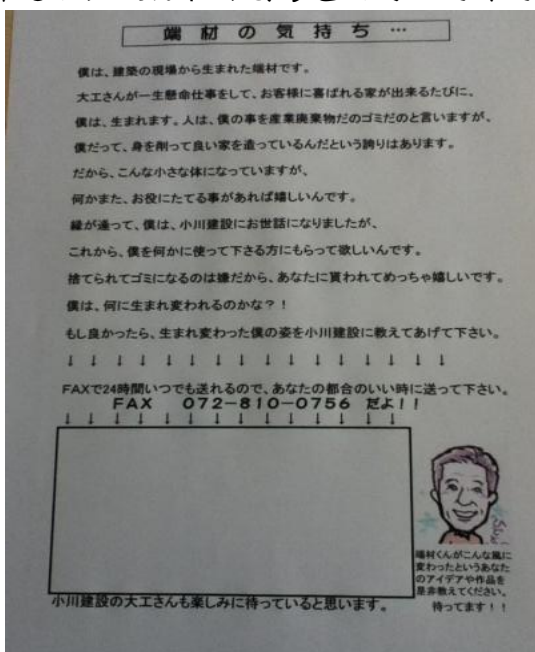 端材の気持ち…
僕は、建築の現場から生まれた端材です。
大工さんが一生懸命仕事をして、お客様に喜ばれる家が出来るたびに、
僕は、生まれます。人は、僕の事を産業廃棄物だのゴミだのと言いますが、
僕だって、身を削って良い家を造っているんだという誇りはあります。
だから、こんな小さな体になっていますが、
何かまた、お役にたてる事があれば嬉しいんです。
縁が逢って、僕は、小川建設にお世話になりましたが、
これから、僕を何かに使って下さる方にもらって欲しいんです。
捨てられてゴミになるのは嫌だから、あなたに貰われてめっちゃ嬉しいです。
僕は、何に生まれ変われるのかな？！
もし良かったら、生まれ変わった僕の姿を小川建設に教えてあげて下さい。
↓ ↓ ↓ ↓ ↓ ↓ ↓ ↓ ↓ ↓ ↓ ↓ ↓ ↓ ↓ ↓
FAXで24時間いつでも送れるので、あなたの都合のいい時に送って下さい。
FAX 072-810-0756 だよ！！
↓ ↓ ↓ ↓ ↓ ↓ ↓ ↓ ↓ ↓ ↓ ↓ ↓ ↓
端材くんがこんな風に
変わったというあなた
のアイデアや作品を
是非教えてください。
待ってます！！
小川建設の大工さんも楽しみに待っていると思います。